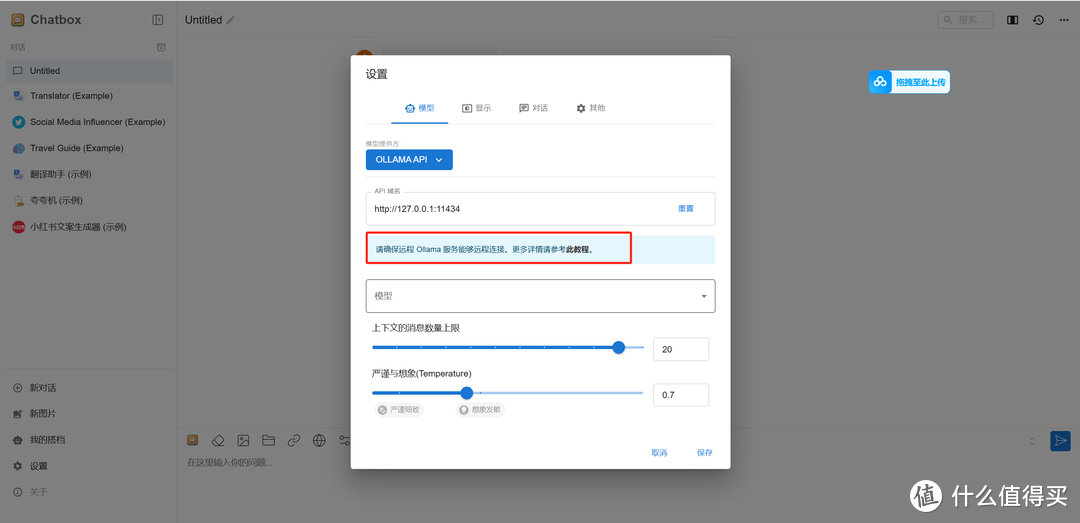 Chatbox
Untitled
搜索...
对话
Untitled
Translator (Example)
Social Media Influencer (Example)
Travel Guide (Example)
翻译助手 (示例)
夸夸机 (示例)
小红书文案生成器 (示例)
新对话
新图片
我的搭档
设置
关于
设置
模型
显示
对话
其他
模型提供方
OLLAMA API
API 域名
http://127.0.0.1:11434
重置
请确保远程 Ollama 服务能够远程连接。更多详情请参考此教程。
模型
上下文的消息数量上限
20
严谨与想象(Temperature)
0.7
严谨细致
想象发散
取消
保存
在这里输入你的问题...
拖拽至此上传
值 什么值得买